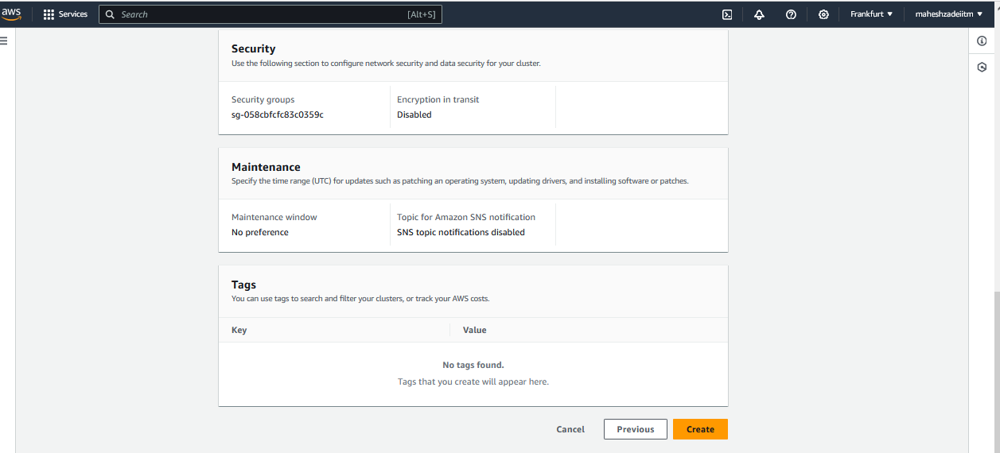 aws
Services
Search
[Alt+S]
Frankfurt
maheshzadeiitm
Security
Use the following section to configure network security and data security for your cluster.
Security groups
Encryption in transit
sg-058cbfcfc83c0359c
Disabled
Maintenance
Specify the time range (UTC) for updates such as patching an operating system, updating drivers, and installing software or patches.
Maintenance window
Topic for Amazon SNS notification
No preference
SNS topic notifications disabled
Tags
You can use tags to search and filter your clusters, or track your AWS costs.
Key
Value
No tags found.
Tags that you create will appear here.
Cancel
Previous
Create